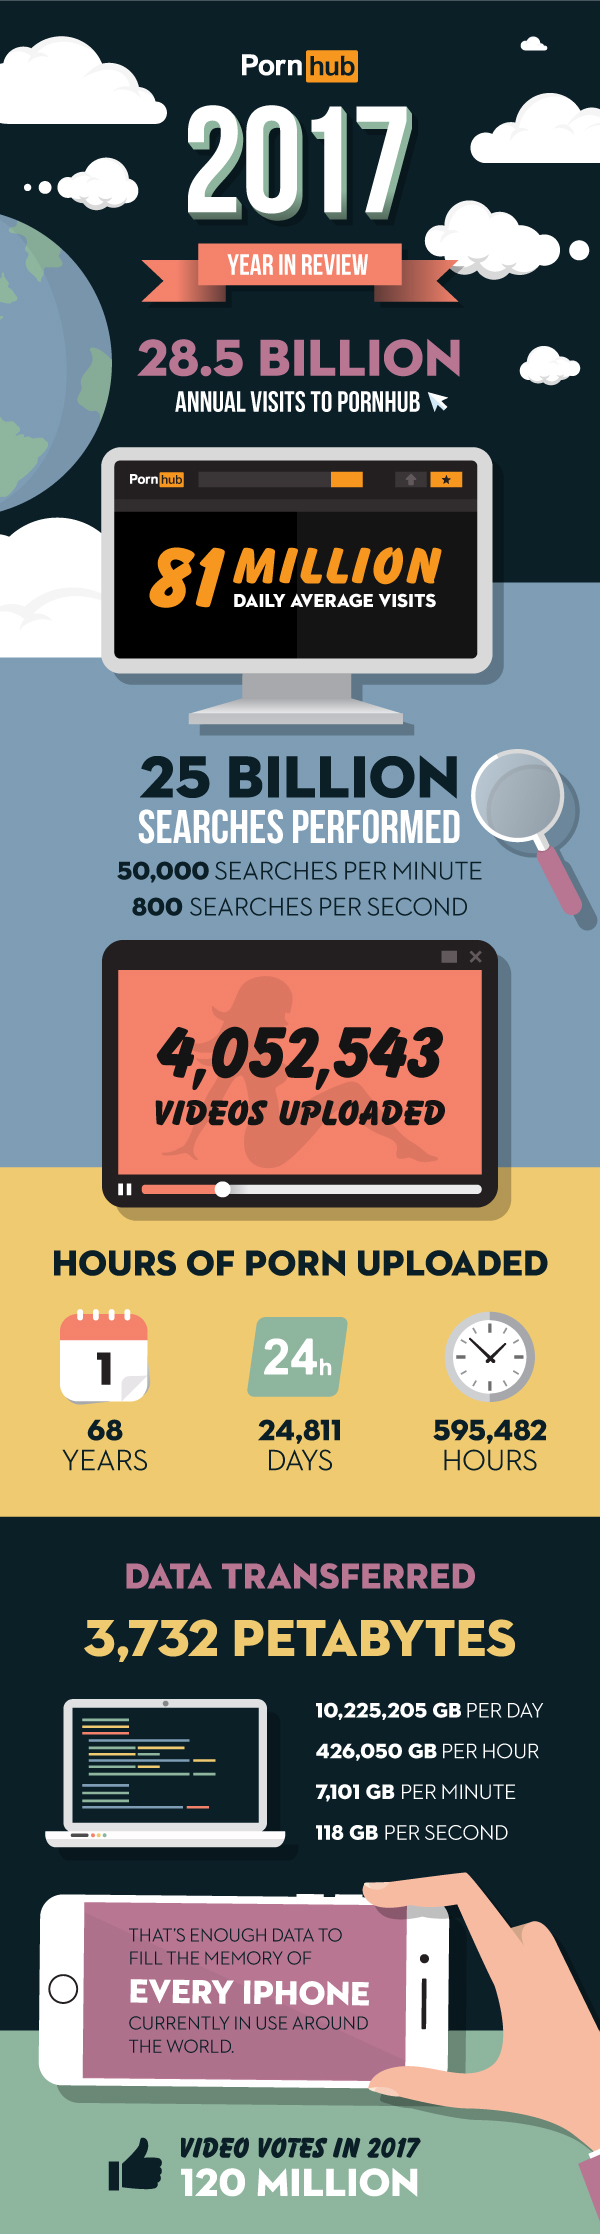 Pornhub
2017
YEAR IN REVIEW
28.5 BILLION
ANNUAL VISITS TO PORNHUB
Pornhub
81 MILLION
DAILY AVERAGE VISITS
25 BILLION
SEARCHES PERFORMED
50,000 SEARCHES PER MINUTE
800 SEARCHES PER SECOND
4,052,543
VIDEOS UPLOADED
HOURS OF PORN UPLOADED
1
24h
68
YEARS
24,811
DAYS
595,482
HOURS
DATA TRANSFERRED
3,732 PETABYTES
10,225,205 GB PER DAY
426,050 GB PER HOUR
7,101 GB PER MINUTE
118 GB PER SECOND
THAT'S ENOUGH DATA TO
FILL THE MEMORY OF
EVERY IPHONE
CURRENTLY IN USE AROUND
THE WORLD.
VIDEO VOTES IN 2017
120 MILLION